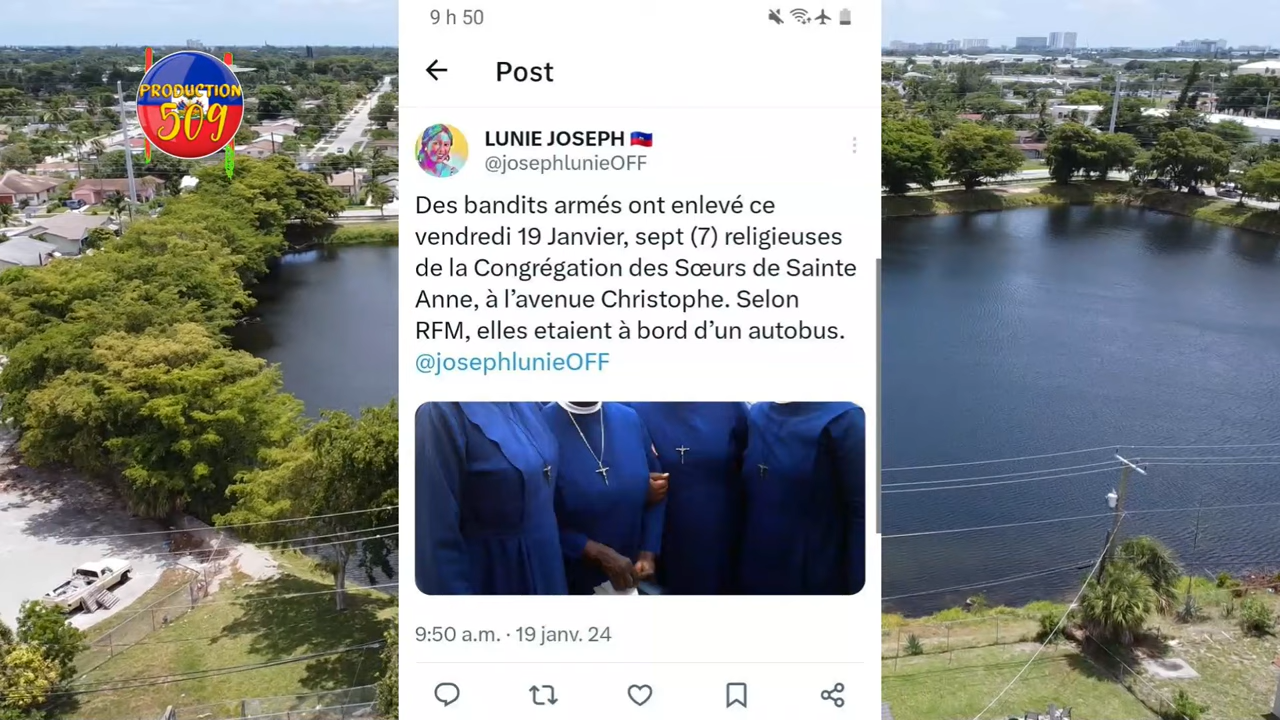 9 h 50
Post
PRODUCTION
509
LUNIE JOSEPH
@josephlunieOFF
Des bandits armés ont enlevé ce
vendredi 19 Janvier, sept (7) religieuses
de la Congrégation des Sœurs de Sainte
Anne, à l’avenue Christophe. Selon
RFM, elles etaient à bord d’un autobus.
@josephlunieOFF
9:50 a.m. · 19 janv. 24